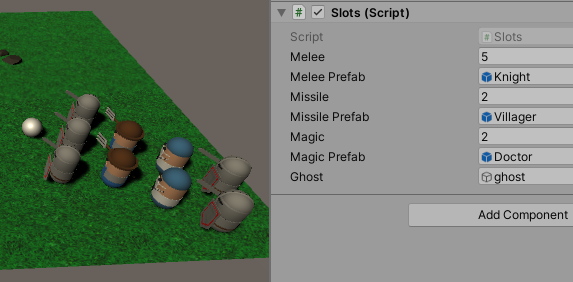 # Slots (Script)
Script # Slots
Melee 5
Melee Prefab Knight
Missile 2
Missile Prefab Villager
Magic 2
Magic Prefab Doctor
Ghost ghost
Add Component